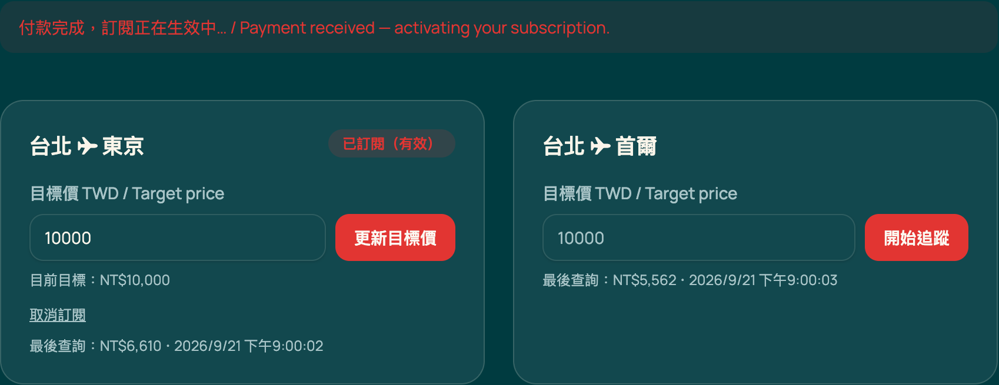 付款完成，訂閱正在生效中… / Payment received — activating your subscription.
台北 ✈ 東京
已訂閱（有效）
目標價 TWD / Target price
10000
更新目標價
目前目標：NT$10,000
取消訂閱
最後查詢：NT$6,610 · 2026/9/21 下午9:00:02
台北 ✈ 首爾
目標價 TWD / Target price
10000
開始追蹤
最後查詢：NT$5,562 · 2026/9/21 下午9:00:03